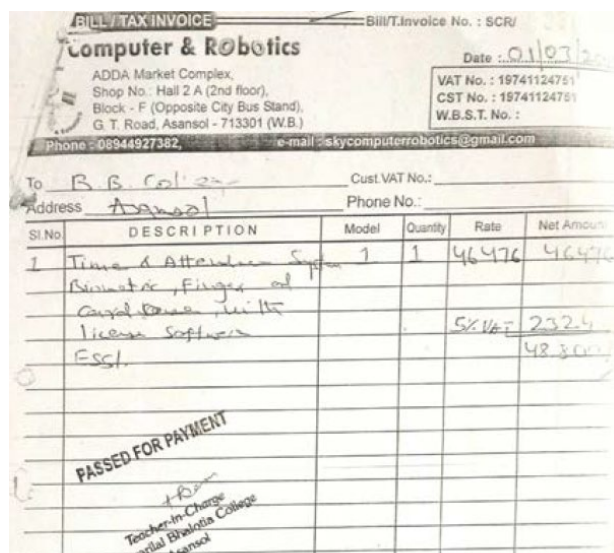 BILL / TAX INVOICE Bill/T.Invoice No. : SCR/
Computer & Robotics
Date : 01/03/20
ADDA Market Complex,
Shop No.: Hall 2 A (2nd floor),
Block - F (Opposite City Bus Stand),
G. T. Road, Asansol - 713301 (W.B.)
VAT No. : 19741124751
CST No. : 19741124751
W.B.S.T. No. :
Phone : 08944927382, e-mail : skycomputerrobotics@gmail.com
To B. B. College Cust.VAT No.:
Address Asansol Phone No.:
Sl.No. DESCRIPTION Model Quantity Rate Net Amount
1 Time & Attendance System 1 1 46476 46476
Biometric, Finger and
Card, with
license Software 5% VAT 2324
ESSL 48800
PASSED FOR PAYMENT
Teacher-In-Charge
Bhalotia College
Asansol